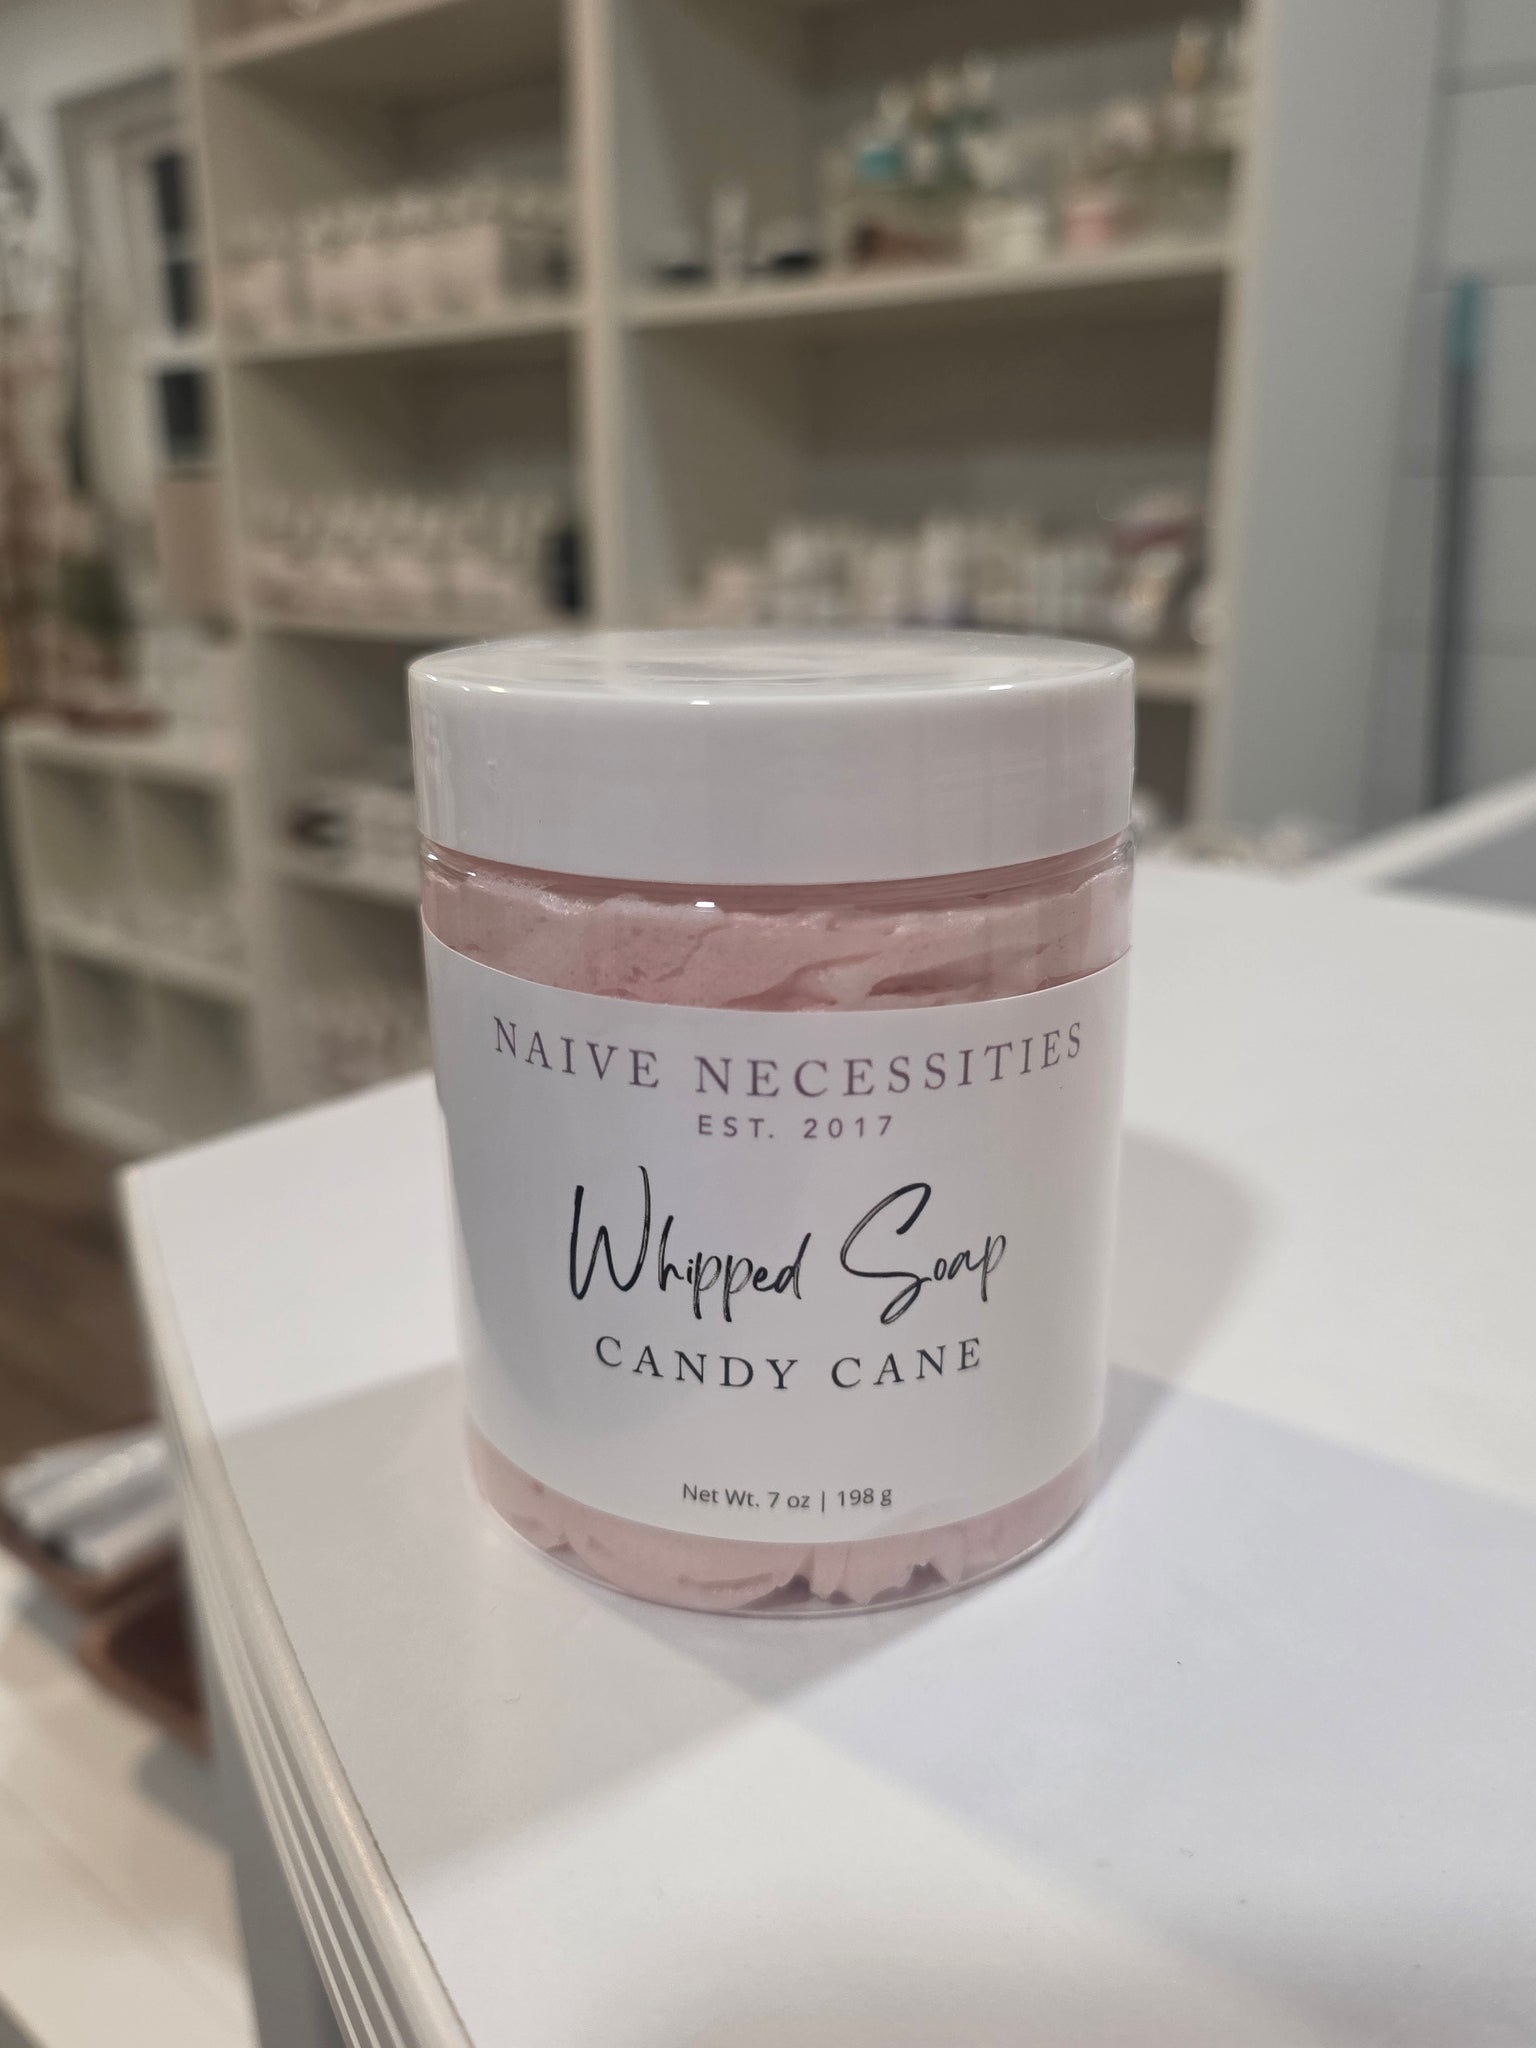 NAIVE NECESSITIES
EST. 2017
Whipped Soap
CANDY CANE
Net Wt. 7 oz | 198 g